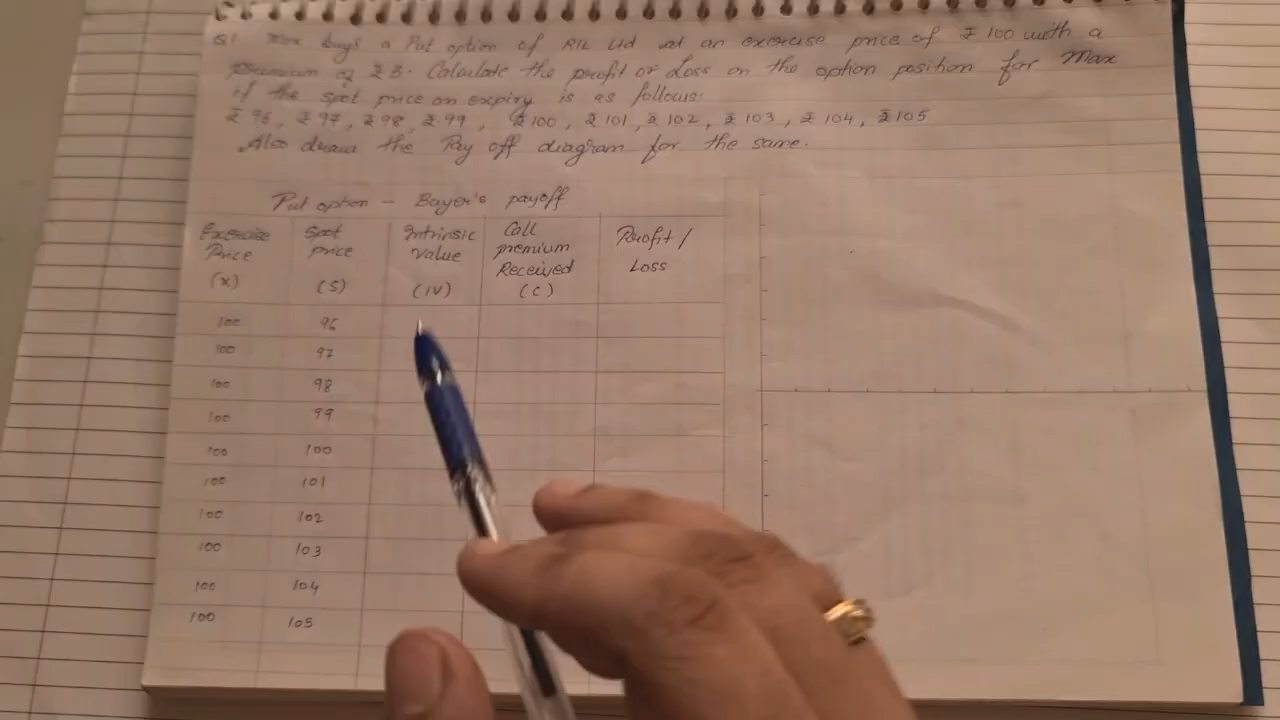 Q: Max buys a Put option of RIL Ltd at an exercise price of ₹100 with a
premium of ₹3. Calculate the profit or Loss on the option position for Max
if the spot price on expiry is as follows:
₹96, ₹97, ₹98, ₹99, ₹100, ₹101, ₹102, ₹103, ₹104, ₹105
Also draw the Pay off diagram for the same.
Put option - Buyer's payoff
Exercise Price (X) Spot price (S) Intrinsic value (IV) Call premium Received (C) Profit / Loss
100 96
100 97
100 98
100 99
100 100
100 101
100 102
100 103
100 104
100 105